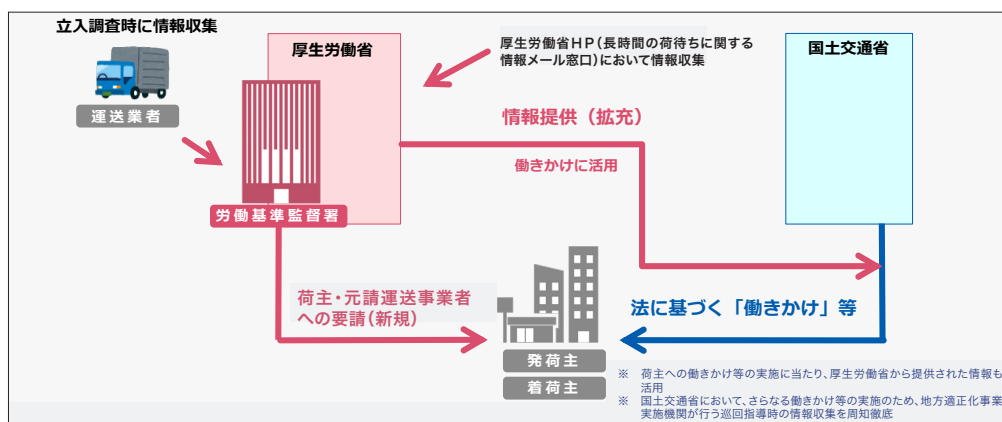 立入調査時に情報収集
運送業者
厚生労働省
労働基準監督署
厚生労働省HP(長時間の荷待ちに関する
情報メール窓口)において情報収集
国土交通省
情報提供（拡充）
働きかけに活用
荷主・元請運送事業者
への要請(新規)
発荷主
着荷主
法に基づく「働きかけ」等
※　荷主への働きかけ等の実施に当たり、厚生労働省から提供された情報も
活用
※　国土交通省において、さらなる働きかけ等の実施のため、地方適正化事業
実施機関が行う巡回指導時の情報収集を周知徹底